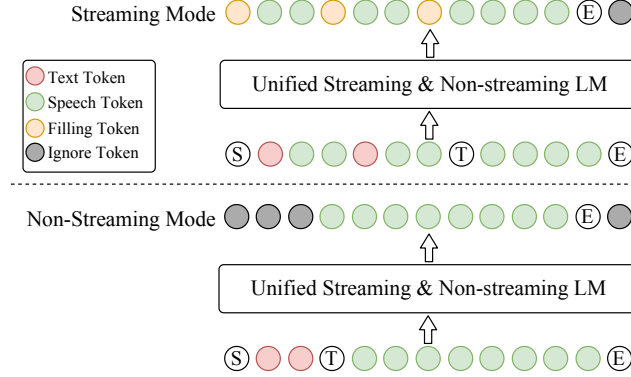 Streaming Mode
E
Unified Streaming & Non-streaming LM
Text Token
Speech Token
Filling Token
Ignore Token
S T E
Non-Streaming Mode
E
Unified Streaming & Non-streaming LM
S T E